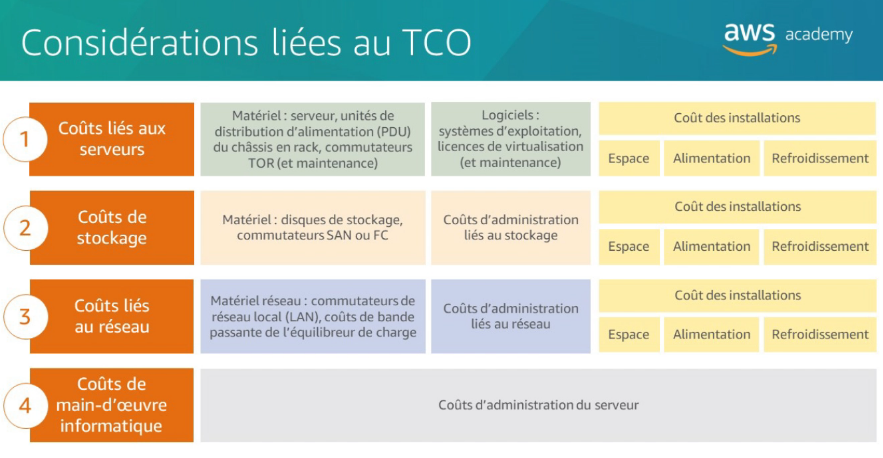 Considérations liées au TCO
aws academy
1
Coûts liés aux
serveurs
Matériel : serveur, unités de
distribution d'alimentation (PDU)
du châssis en rack, commutateurs
TOR (et maintenance)
Logiciels :
systèmes d'exploitation,
licences de virtualisation
(et maintenance)
Coût des installations
Espace
Alimentation
Refroidissement
2
Coûts de
stockage
Matériel : disques de stockage,
commutateurs SAN ou FC
Coûts d'administration
liés au stockage
Coût des installations
Espace
Alimentation
Refroidissement
3
Coûts liés
au réseau
Matériel réseau : commutateurs de
réseau local (LAN), coûts de bande
passante de l'équilibreur de charge
Coûts d'administration
liés au réseau
Coût des installations
Espace
Alimentation
Refroidissement
4
Coûts de
main-d'œuvre
informatique
Coûts d'administration du serveur